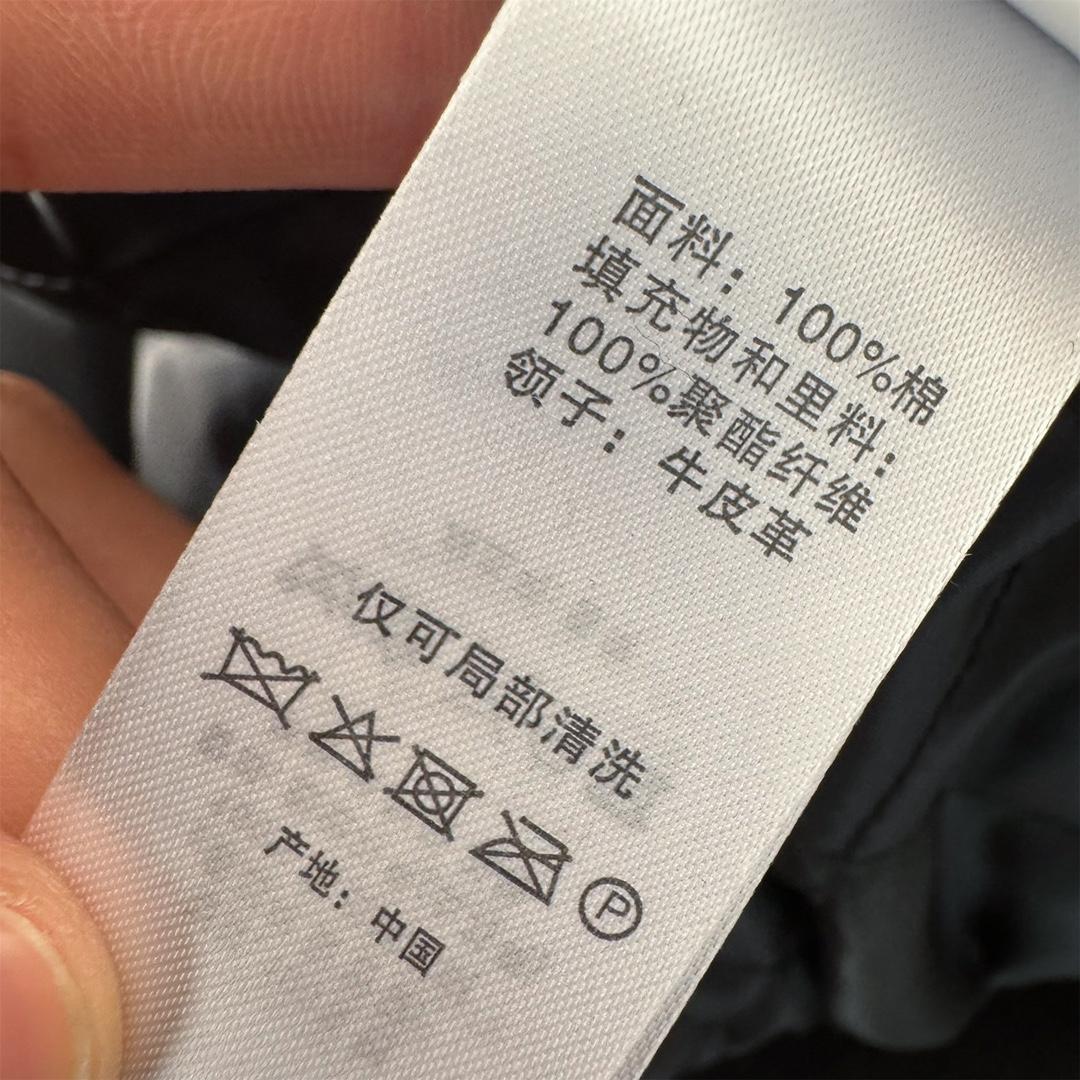 面料：100%棉
填充物和里料：
100%聚酯纤维
领子：牛皮革
仅可局部清洗
P
产地：中国